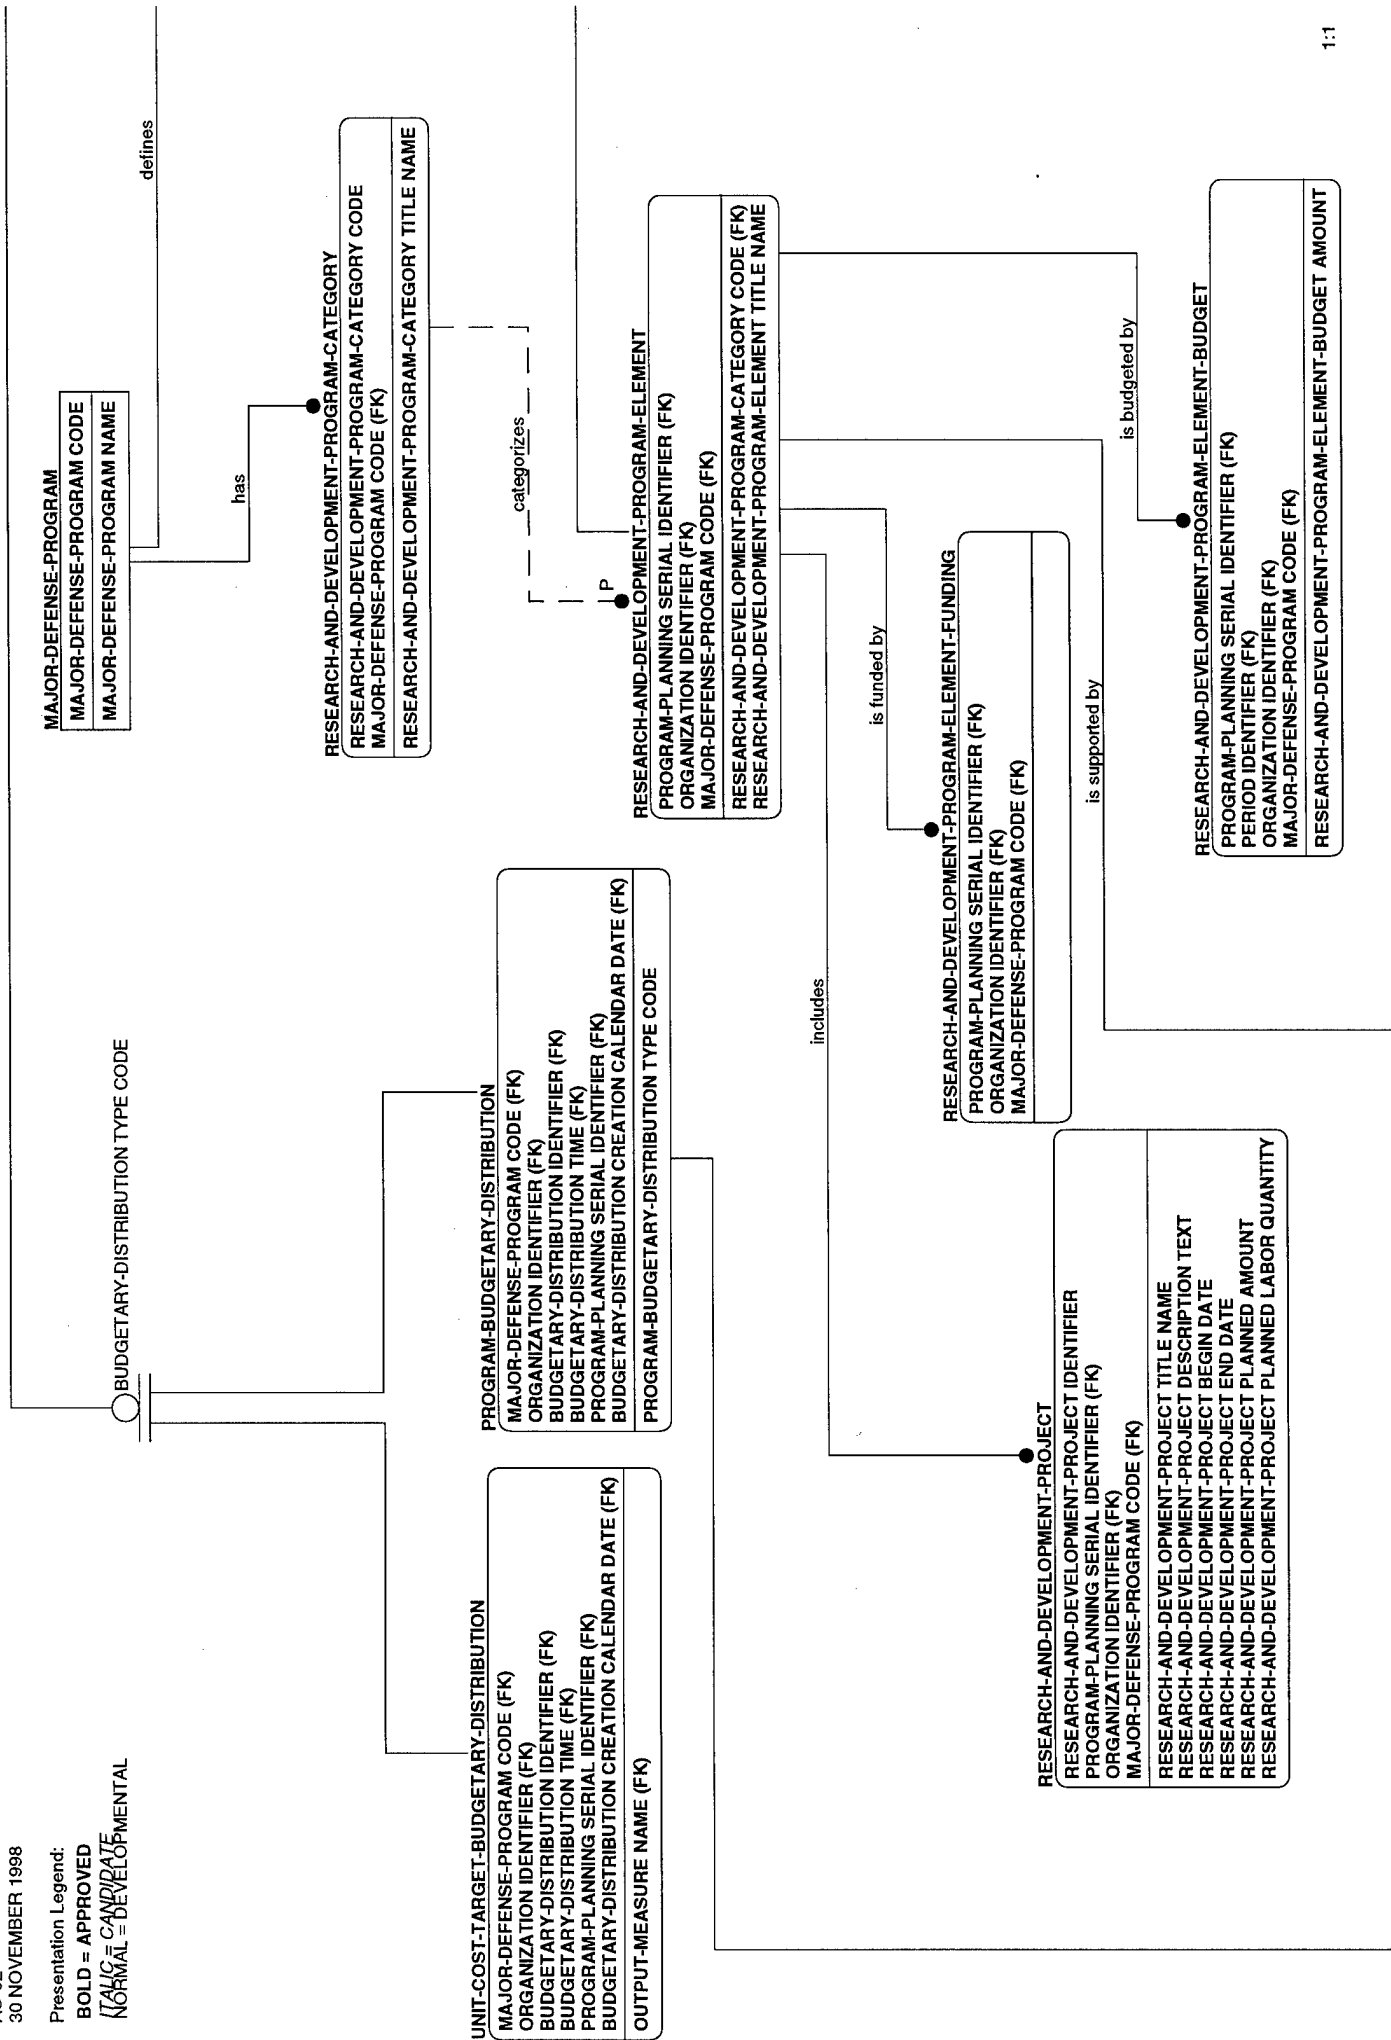 30 NOVEMBER 1998
Presentation Legend:
BOLD = APPROVED
ITALIC = CANDIDATE
NORMAL = DEVELOPMENTAL
BUDGETARY-DISTRIBUTION TYPE CODE
MAJOR-DEFENSE-PROGRAM
MAJOR-DEFENSE-PROGRAM CODE
MAJOR-DEFENSE-PROGRAM NAME
defines
has
RESEARCH-AND-DEVELOPMENT-PROGRAM-CATEGORY
RESEARCH-AND-DEVELOPMENT-PROGRAM-CATEGORY CODE
MAJOR-DEFENSE-PROGRAM CODE (FK)
RESEARCH-AND-DEVELOPMENT-PROGRAM-CATEGORY TITLE NAME
categorizes
P
UNIT-COST-TARGET-BUDGETARY-DISTRIBUTION
MAJOR-DEFENSE-PROGRAM CODE (FK)
ORGANIZATION IDENTIFIER (FK)
BUDGETARY-DISTRIBUTION IDENTIFIER (FK)
BUDGETARY-DISTRIBUTION TIME (FK)
PROGRAM-PLANNING SERIAL IDENTIFIER (FK)
BUDGETARY-DISTRIBUTION CREATION CALENDAR DATE (FK)
OUTPUT-MEASURE NAME (FK)
PROGRAM-BUDGETARY-DISTRIBUTION
MAJOR-DEFENSE-PROGRAM CODE (FK)
ORGANIZATION IDENTIFIER (FK)
BUDGETARY-DISTRIBUTION IDENTIFIER (FK)
BUDGETARY-DISTRIBUTION TIME (FK)
PROGRAM-PLANNING SERIAL IDENTIFIER (FK)
BUDGETARY-DISTRIBUTION CREATION CALENDAR DATE (FK)
PROGRAM-BUDGETARY-DISTRIBUTION TYPE CODE
RESEARCH-AND-DEVELOPMENT-PROGRAM-ELEMENT
PROGRAM-PLANNING SERIAL IDENTIFIER (FK)
ORGANIZATION IDENTIFIER (FK)
MAJOR-DEFENSE-PROGRAM CODE (FK)
RESEARCH-AND-DEVELOPMENT-PROGRAM-CATEGORY CODE (FK)
RESEARCH-AND-DEVELOPMENT-PROGRAM-ELEMENT TITLE NAME
includes
is funded by
is supported by
is budgeted by
RESEARCH-AND-DEVELOPMENT-PROGRAM-ELEMENT-FUNDING
PROGRAM-PLANNING SERIAL IDENTIFIER (FK)
ORGANIZATION IDENTIFIER (FK)
MAJOR-DEFENSE-PROGRAM CODE (FK)
RESEARCH-AND-DEVELOPMENT-PROJECT
RESEARCH-AND-DEVELOPMENT-PROJECT IDENTIFIER
PROGRAM-PLANNING SERIAL IDENTIFIER (FK)
ORGANIZATION IDENTIFIER (FK)
MAJOR-DEFENSE-PROGRAM CODE (FK)
RESEARCH-AND-DEVELOPMENT-PROJECT TITLE NAME
RESEARCH-AND-DEVELOPMENT-PROJECT DESCRIPTION TEXT
RESEARCH-AND-DEVELOPMENT-PROJECT BEGIN DATE
RESEARCH-AND-DEVELOPMENT-PROJECT END DATE
RESEARCH-AND-DEVELOPMENT-PROJECT PLANNED AMOUNT
RESEARCH-AND-DEVELOPMENT-PROJECT PLANNED LABOR QUANTITY
RESEARCH-AND-DEVELOPMENT-PROGRAM-ELEMENT-BUDGET
PROGRAM-PLANNING SERIAL IDENTIFIER (FK)
PERIOD IDENTIFIER (FK)
ORGANIZATION IDENTIFIER (FK)
MAJOR-DEFENSE-PROGRAM CODE (FK)
RESEARCH-AND-DEVELOPMENT-PROGRAM-ELEMENT-BUDGET AMOUNT
1:1